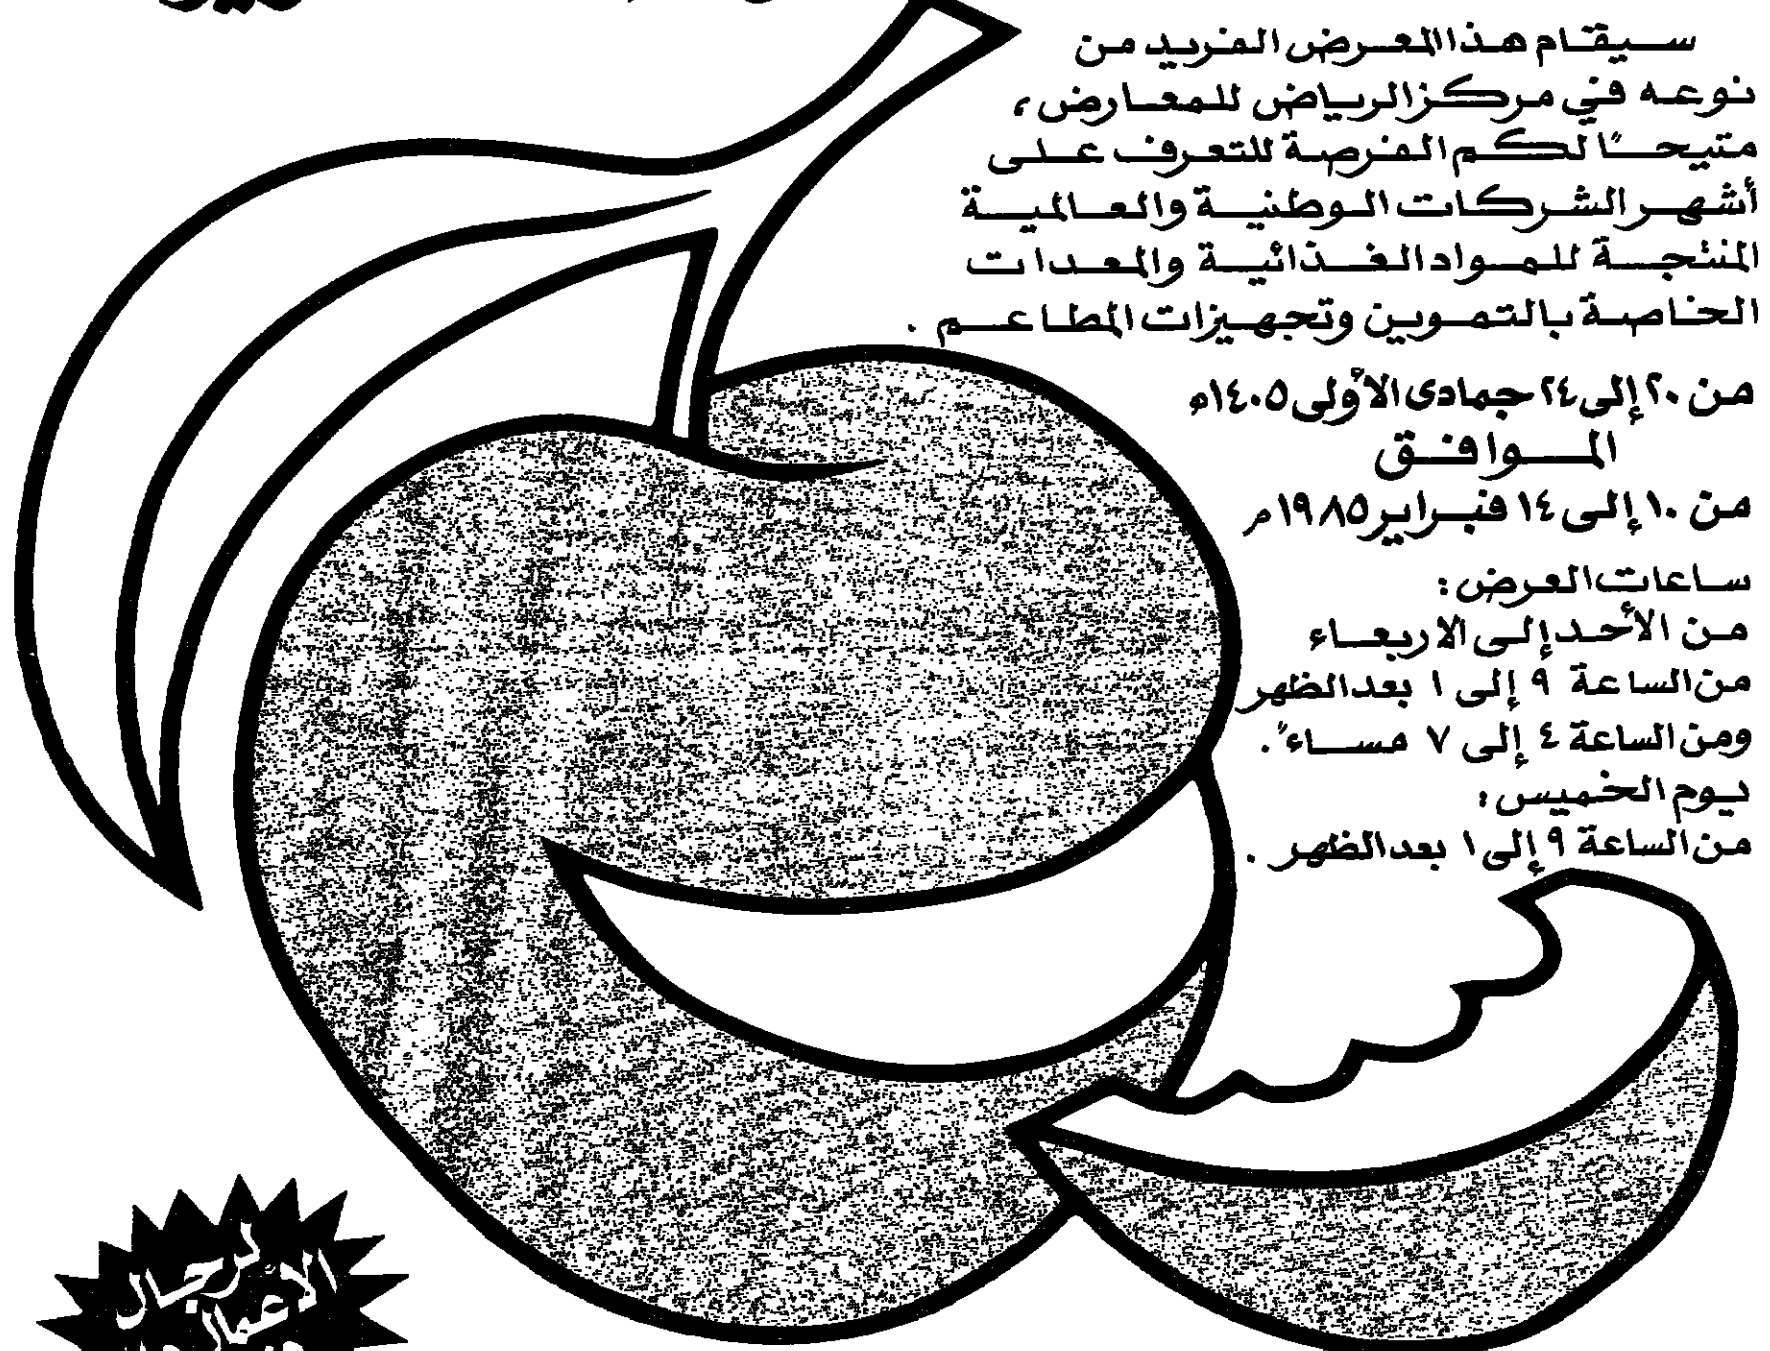 سيقام هذا المعرض الفريد من
نوعه في مركز الرياض للمعارض،
متيحاً لكم الفرصة للتعرف على
أشهر الشركات الوطنية والعالمية
المنتجة للمواد الغذائية والمعدات
الخاصة بالتموين وتجهيزات المطاعم .
من ٢٠ إلى ٢٤ جمادى الأولى ١٤٠٥ه
الموافق
من ١٠ إلى ١٤ فبراير ١٩٨٥م
ساعات العرض:
من الأحد إلى الاربعاء
من الساعة ٩ إلى ١ بعد الظهر
ومن الساعة ٤ إلى ٧ مساءً.
يوم الخميس:
من الساعة ٩ إلى ١ بعد الظهر .
لرجال
الأعمال